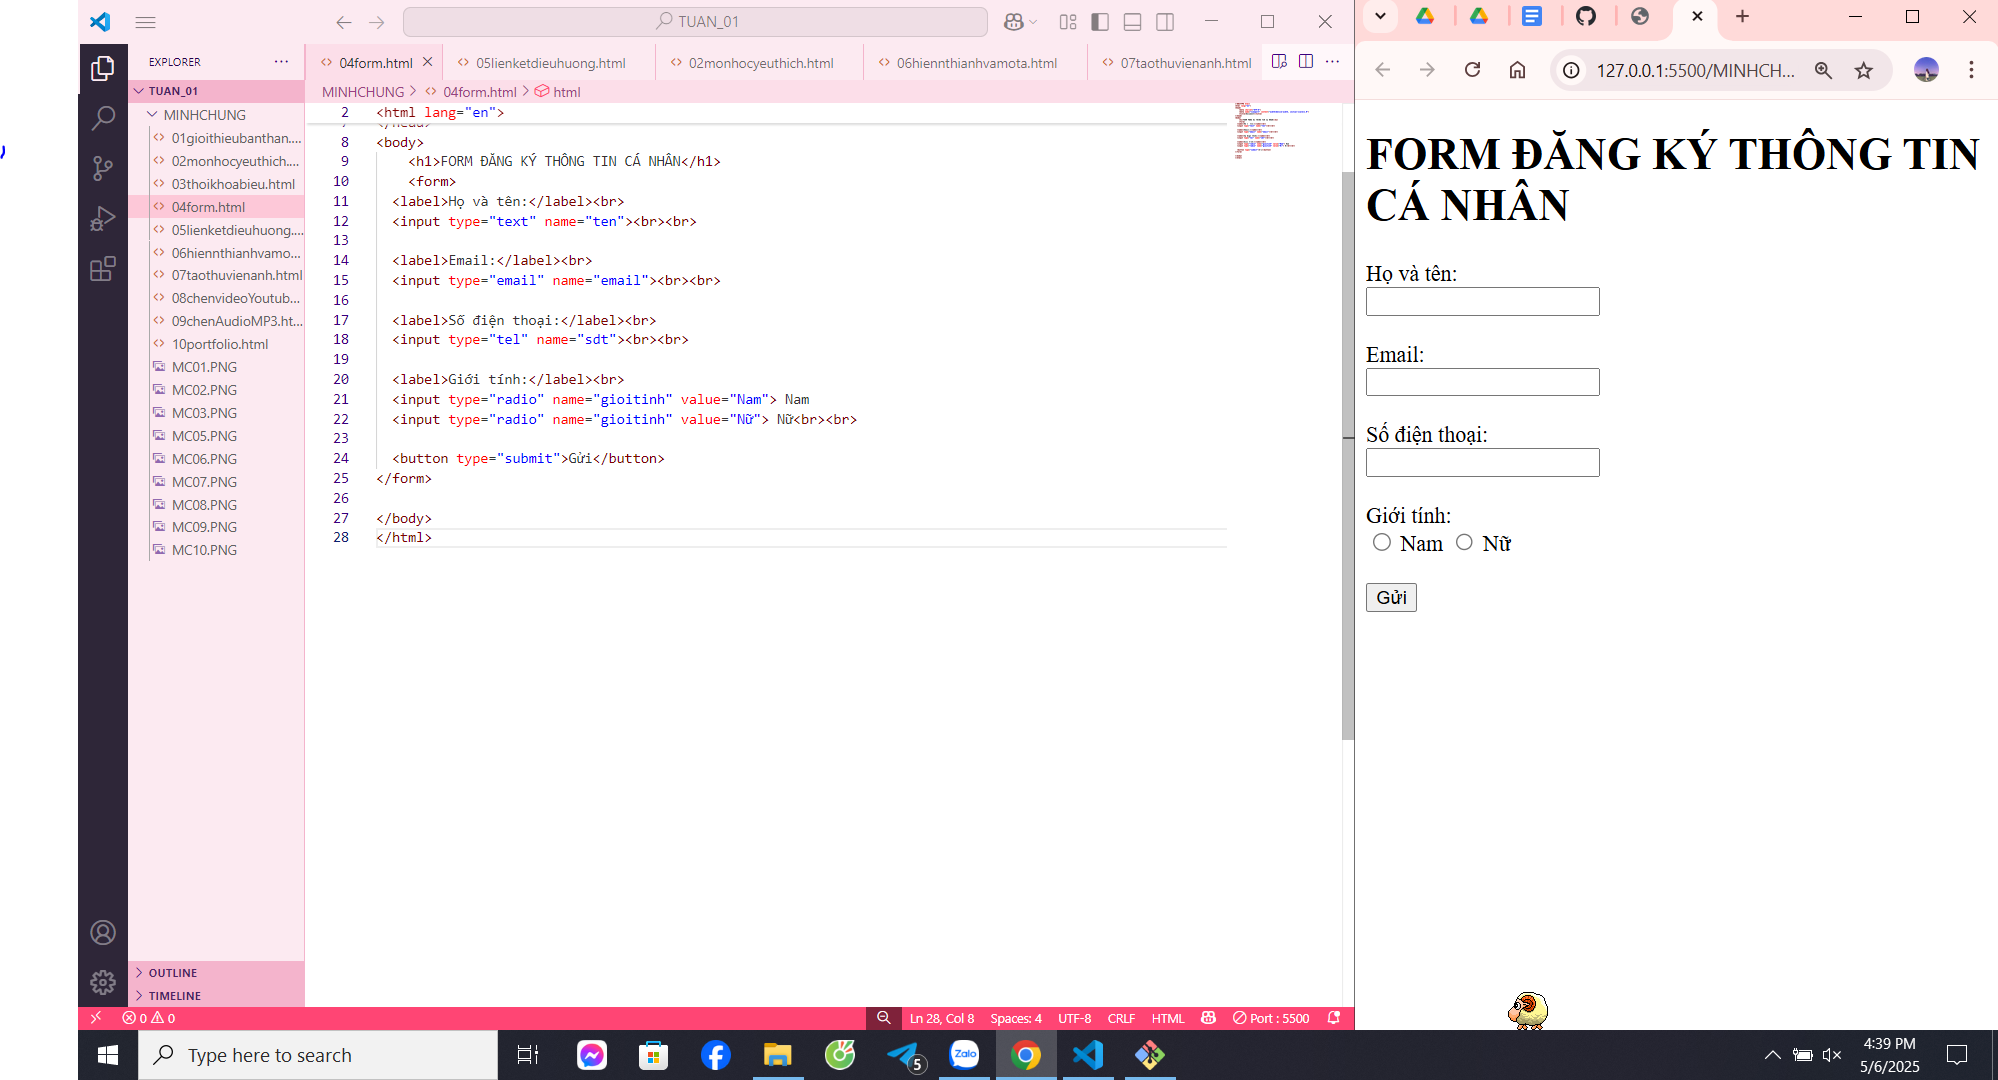 TUAN_01
EXPLORER
TUAN_01
MINHCHUNG
01gioithieubanthan....
02monhocyeuthich....
03thoikhoabieu.html
04form.html
05lienketdieuhuong....
06hiennthianhvamo...
07taothuvienanh.html
08chenvideoYoutub...
09chenAudioMP3.ht...
10portfolio.html
MC01.PNG
MC02.PNG
MC03.PNG
MC05.PNG
MC06.PNG
MC07.PNG
MC08.PNG
MC09.PNG
MC10.PNG
OUTLINE
TIMELINE
04form.html
05lienketdieuhuong.html
02monhocyeuthich.html
06hiennthianhvamota.html
07taothuvienanh.html
MINHCHUNG > 04form.html > html
2 <html lang="en">
</head>
8 <body>
9 <h1>FORM ĐĂNG KÝ THÔNG TIN CÁ NHÂN</h1>
10 <form>
11 <label>Họ và tên:</label><br>
12 <input type="text" name="ten"><br><br>
13
14 <label>Email:</label><br>
15 <input type="email" name="email"><br><br>
16
17 <label>Số điện thoại:</label><br>
18 <input type="tel" name="sdt"><br><br>
19
20 <label>Giới tính:</label><br>
21 <input type="radio" name="gioitinh" value="Nam"> Nam
22 <input type="radio" name="gioitinh" value="Nữ"> Nữ<br><br>
23
24 <button type="submit">Gửi</button>
25 </form>
26
27 </body>
28 </html>
0 0
Ln 28, Col 8
Spaces: 4
UTF-8
CRLF
HTML
Port : 5500
127.0.0.1:5500/MINHCH...
FORM ĐĂNG KÝ THÔNG TIN
CÁ NHÂN
Họ và tên:
Email:
Số điện thoại:
Giới tính:
Nam Nữ
Gửi
Type here to search
5
Zalo
4:39 PM
5/6/2025